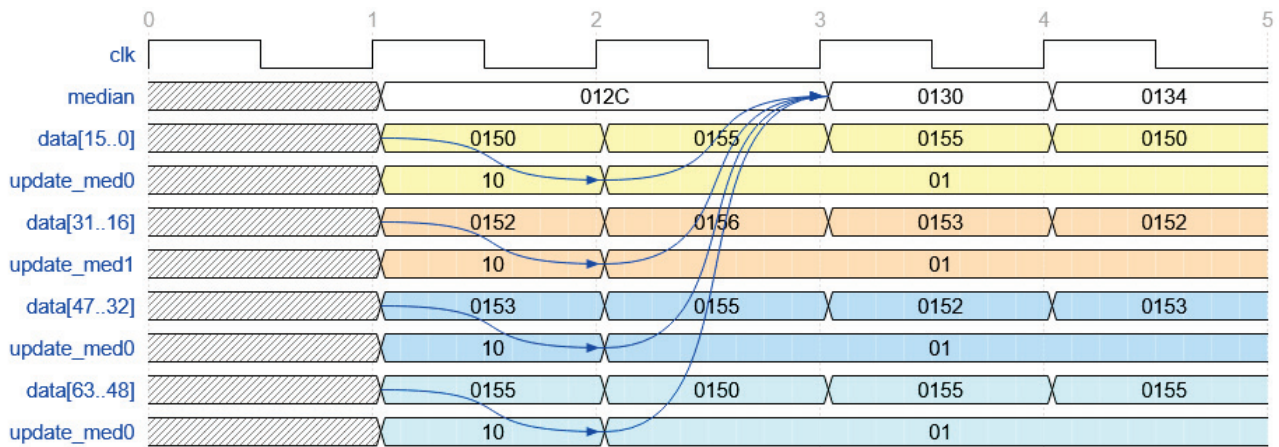 0 1 2 3 4 5
clk
median 012C 0130 0134
data[15..0] 0150 0155 0155 0150
update_med0 10 01
data[31..16] 0152 0156 0153 0152
update_med1 10 01
data[47..32] 0153 0155 0152 0153
update_med0 10 01
data[63..48] 0155 0150 0155 0155
update_med0 10 01